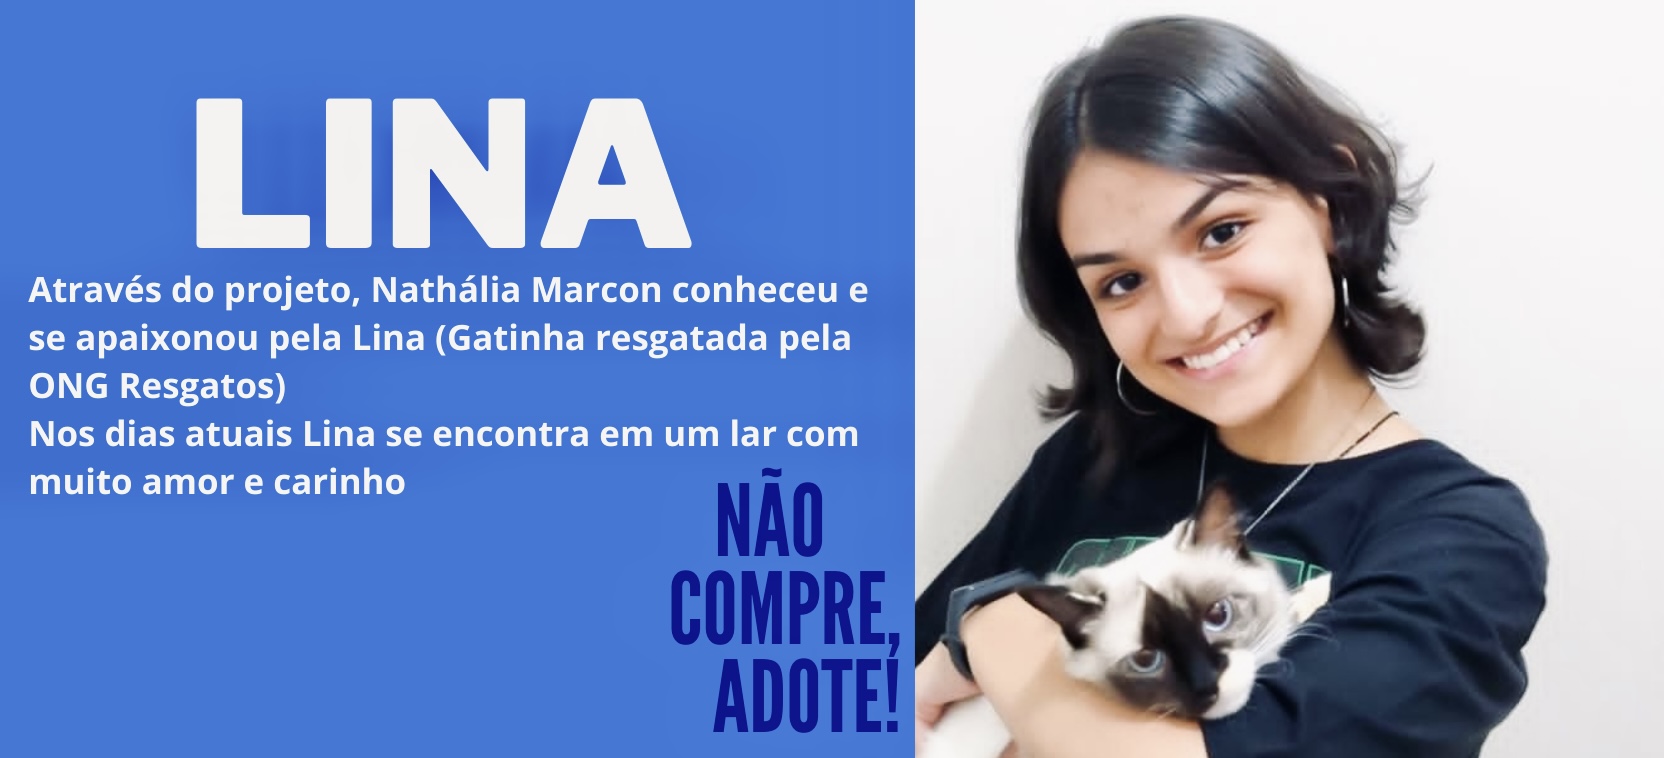 LINA
Através do projeto, Nathália Marcon conheceu e
se apaixonou pela Lina (Gatinha resgatada pela
ONG Resgatos)
Nos dias atuais Lina se encontra em um lar com
muito amor e carinho
NÃO
COMPRE,
ADOTE!